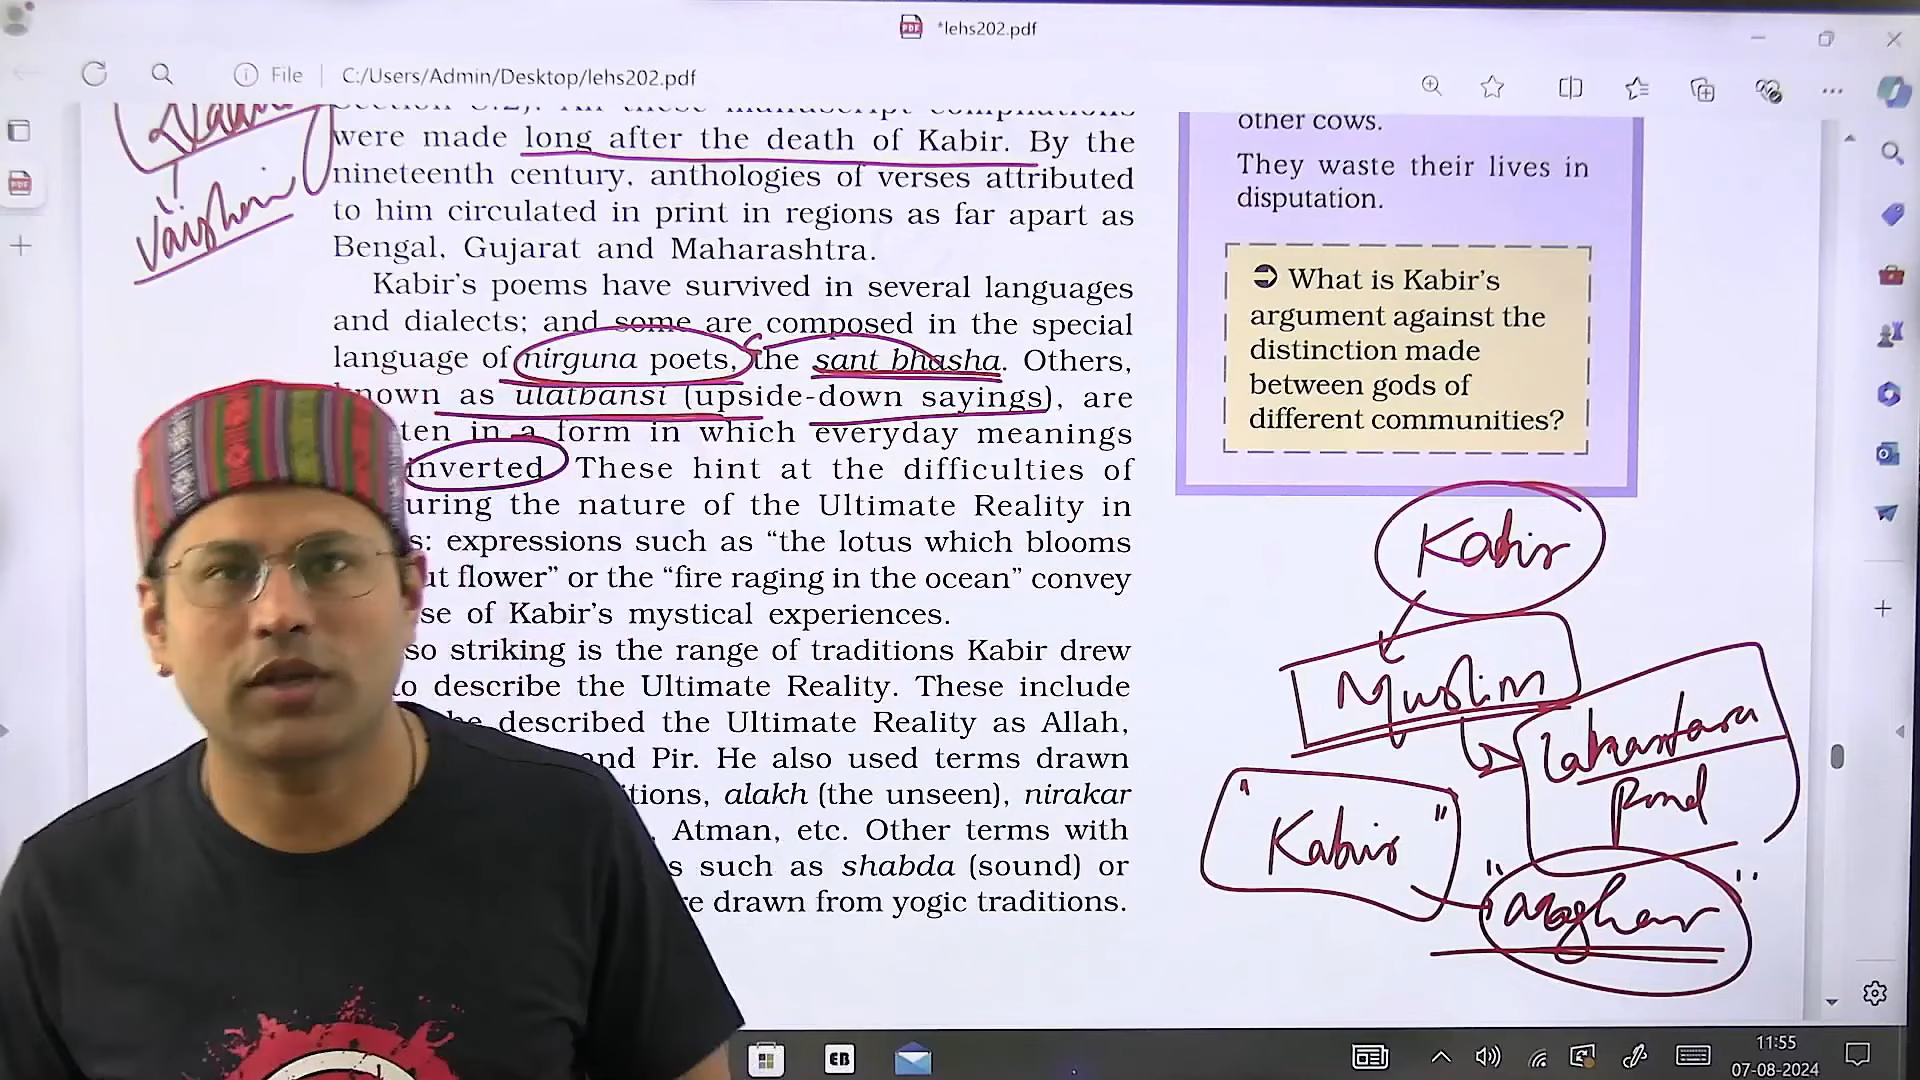 *lehs202.pdf
File
C:/Users/Admin/Desktop/lehs202.pdf
Vaishnv
were made long after the death of Kabir. By the
nineteenth century, anthologies of verses attributed
to him circulated in print in regions as far apart as
Bengal, Gujarat and Maharashtra.
Kabir's poems have survived in several languages
and dialects; and some are composed in the special
language of nirguna poets, the sant bhasha. Others,
known as ulatbansi (upside-down sayings), are
ten in a form in which everyday meanings
inverted. These hint at the difficulties of
uring the nature of the Ultimate Reality in
s: expressions such as “the lotus which blooms
ut flower” or the “fire raging in the ocean” convey
se of Kabir's mystical experiences.
so striking is the range of traditions Kabir drew
to describe the Ultimate Reality. These include
he described the Ultimate Reality as Allah,
and Pir. He also used terms drawn
itions, alakh (the unseen), nirakar
Atman, etc. Other terms with
s such as shabda (sound) or
re drawn from yogic traditions.
other cows.
They waste their lives in
disputation.
What is Kabir's
argument against the
distinction made
between gods of
different communities?
Kabir
Muslim
Lahartara
Pond
"Kabir"
"Maghar"
EB
11:55
07-08-2024